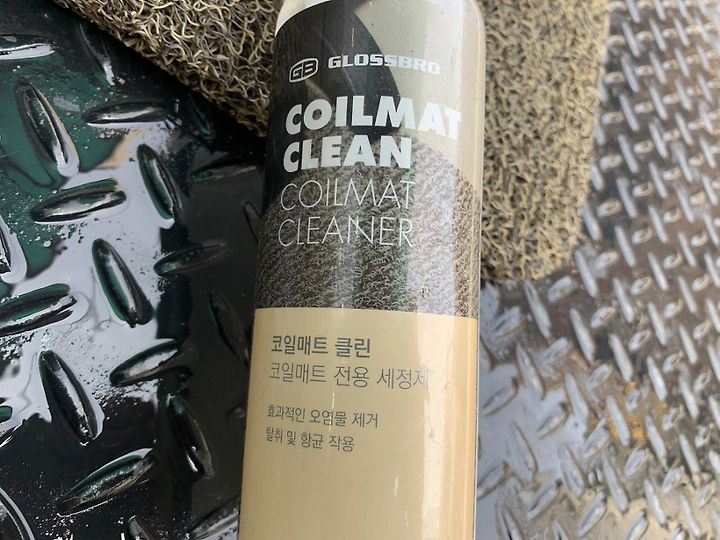 GB GLOSSBRO
COILMAT
CLEAN
COILMAT
CLEANER
코일매트 클린
코일매트 전용 세정제
효과적인 오염물 제거
탈취 및 항균 작용